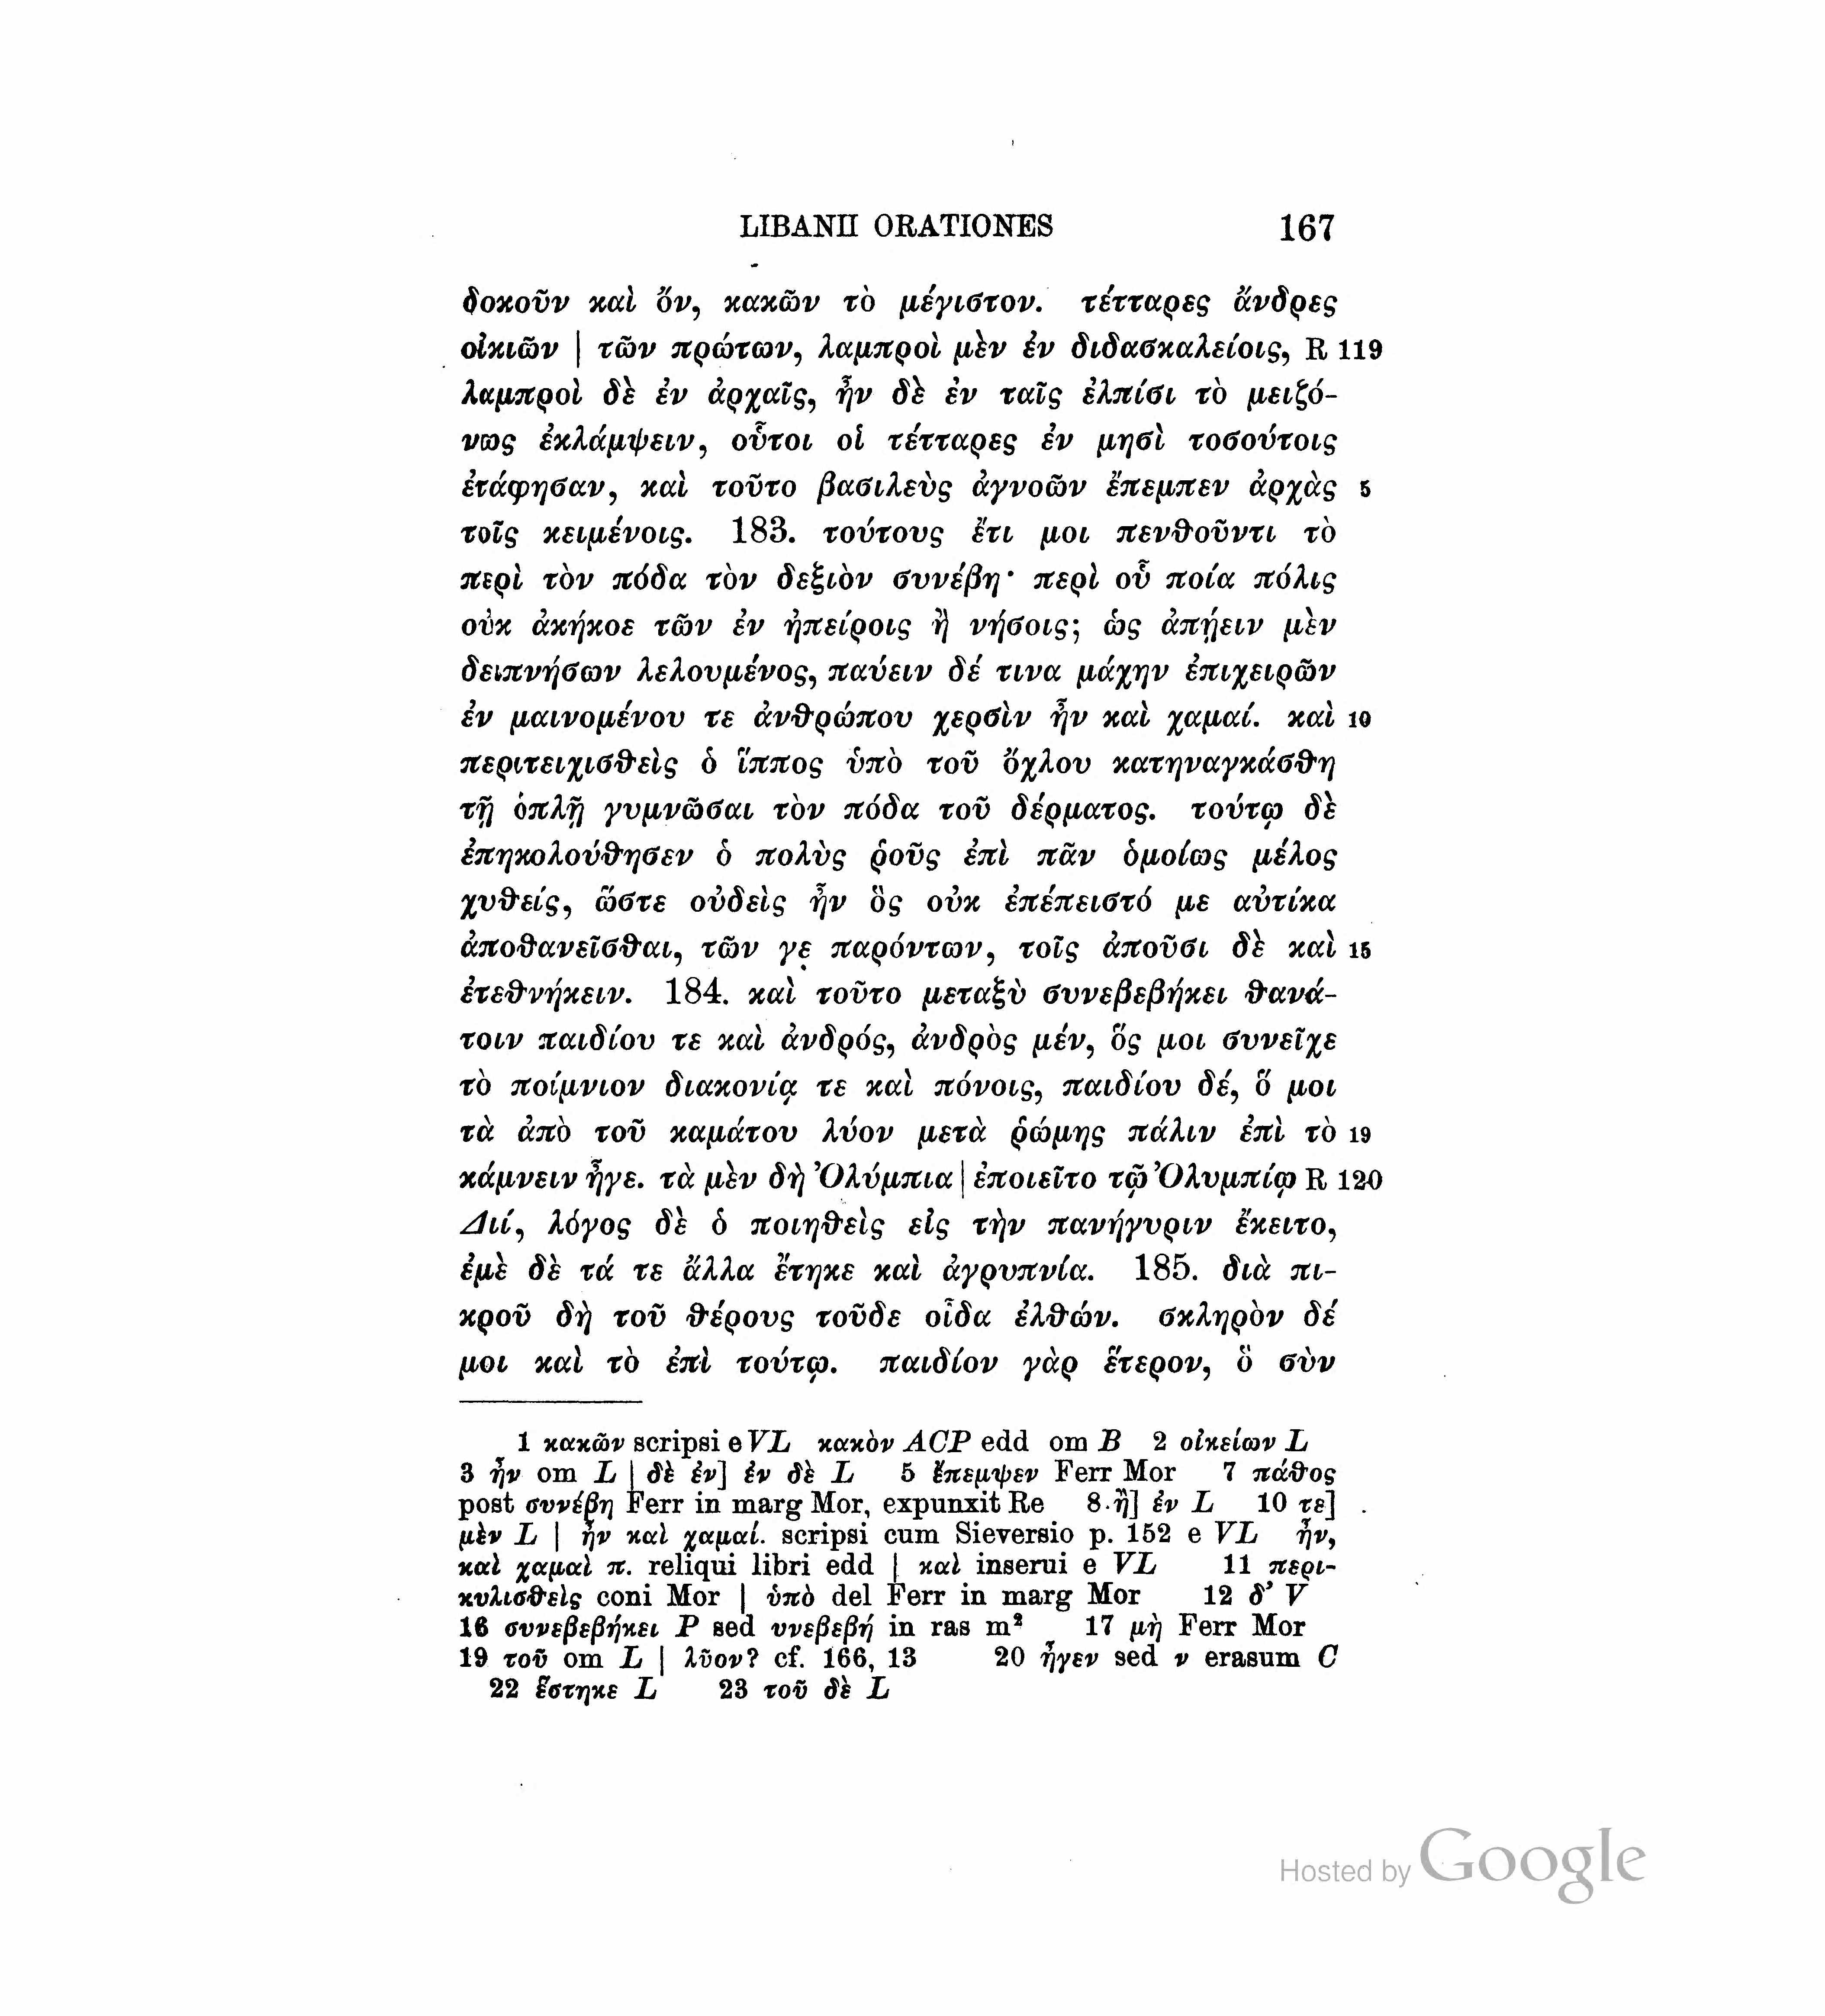 LIBANII ORATIONES 167
δοκοῦν καὶ ὄν, κακῶν τὸ μέγιστον. τέτταρες ἄνδρες
οἰκιῶν | τῶν πρώτων, λαμπροὶ μὲν ἐν διδασκαλείοις, R 119
λαμπροὶ δὲ ἐν ἀρχαῖς, ἦν δὲ ἐν ταῖς ἐλπίσι τὸ μειζό-
νως ἐκλάμψειν, οὗτοι οἱ τέτταρες ἐν μησὶ τοσούτοις
ἐτάφησαν, καὶ τοῦτο βασιλεὺς ἀγνοῶν ἔπεμπεν ἀρχὰς 5
τοῖς κειμένοις. 183. τούτους ἔτι μοι πενθοῦντι τὸ
περὶ τὸν πόδα τὸν δεξιὸν συνέβη· περὶ οὗ ποία πόλις
οὐκ ἀκήκοε τῶν ἐν ἠπείροις ἢ νήσοις; ὡς ἀπῄειν μὲν
δειπνήσων λελουμένος, παύειν δέ τινα μάχην ἐπιχειρῶν
ἐν μαινομένου τε ἀνθρώπου χερσὶν ἦν καὶ χαμαί. καὶ 10
περιτειχισθεὶς ὁ ἵππος ὑπὸ τοῦ ὄχλου κατηναγκάσθη
τῇ ὁπλῇ γυμνῶσαι τὸν πόδα τοῦ δέρματος. τούτῳ δὲ
ἐπηκολούθησεν ὁ πολὺς ῥοῦς ἐπὶ πᾶν ὁμοίως μέλος
χυθείς, ὥστε οὐδεὶς ἦν ὃς οὐκ ἐπέπειστό με αὐτίκα
ἀποθανεῖσθαι, τῶν γε παρόντων, τοῖς ἀποῦσι δὲ καὶ 15
ἐτεθνήκειν. 184. καὶ τοῦτο μεταξὺ συνεβεβήκει θανά-
τοιν παιδίου τε καὶ ἀνδρός, ἀνδρὸς μέν, ὅς μοι συνεῖχε
τὸ ποίμνιον διακονίᾳ τε καὶ πόνοις, παιδίου δέ, ὅ μοι
τὰ ἀπὸ τοῦ καμάτου λύον μετὰ ῥώμης πάλιν ἐπὶ τὸ 19
κάμνειν ἦγε. τὰ μὲν δὴ Ὀλύμπια | ἐποιεῖτο τῷ Ὀλυμπίῳ R 120
Διί, λόγος δὲ ὁ ποιηθεὶς εἰς τὴν πανήγυριν ἔκειτο,
ἐμὲ δὲ τά τε ἄλλα ἔτηκε καὶ ἀγρυπνία. 185. διὰ πι-
κροῦ δὴ τοῦ θέρους τοῦδε οἶδα ἐλθών. σκληρὸν δέ
μοι καὶ τὸ ἐπὶ τούτῳ. παιδίον γὰρ ἕτερον, ὃ σὺν
1 κακῶν scripsi e VL κακὸν ACP edd om B 2 οἰκείων L
3 ἦν om L | δὲ ἐν] ἐν δὲ L 5 ἔπεμψεν Ferr Mor 7 πάθος
post συνέβη Ferr in marg Mor, expunxit Re 8 ἢ] ἐν L 10 τε]
μὲν L | ἦν καὶ χαμαί. scripsi cum Sieversio p. 152 e VL ἦν,
καὶ χαμαὶ π. reliqui libri edd | καὶ inserui e VL 11 περι-
κυλισθεὶς coni Mor | ὑπὸ del Ferr in marg Mor 12 δ’ V
16 συνεβεβήκει P sed υνεβεβή in ras m² 17 μὴ Ferr Mor
19 τοῦ om L | λῦον? cf. 166, 13 20 ἦγεν sed ν erasum C
22 ἕστηκε L 23 τοῦ δὲ L
Hosted by Google